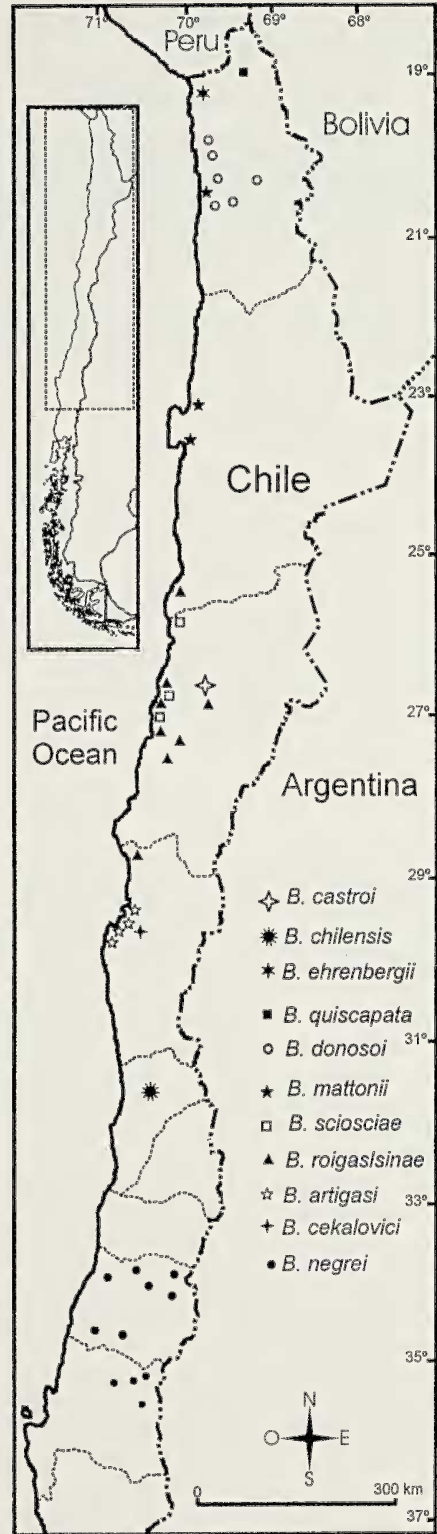 71° 70° 69° 68°
Peru
19°
Bolivia
21°
23°
Chile
25°
Pacific
Ocean
27°
Argentina
29°
B. castroi
B. chilensis
B. ehrenbergii
B. quiscapata
B. donosoi
31°
B. mattonii
B. sciosciae
B. roigaslsinae
B. artigasi
33°
B. cekalovici
B. negrei
35°
N
O E
S
0 300 km
37°